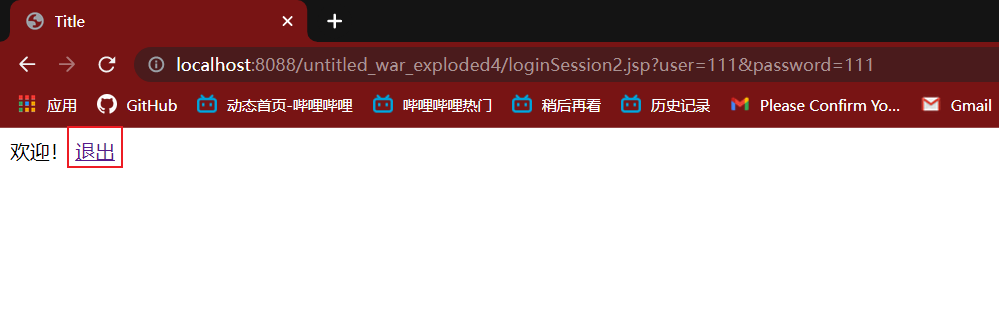 Title
localhost:8088/untitled_war_exploded4/loginSession2.jsp?user=111&password=111
应用 GitHub 动态首页-哔哩哔哩 哔哩哔哩热门 稍后再看 历史记录 Please Confirm Yo... Gmail
欢迎! 退出